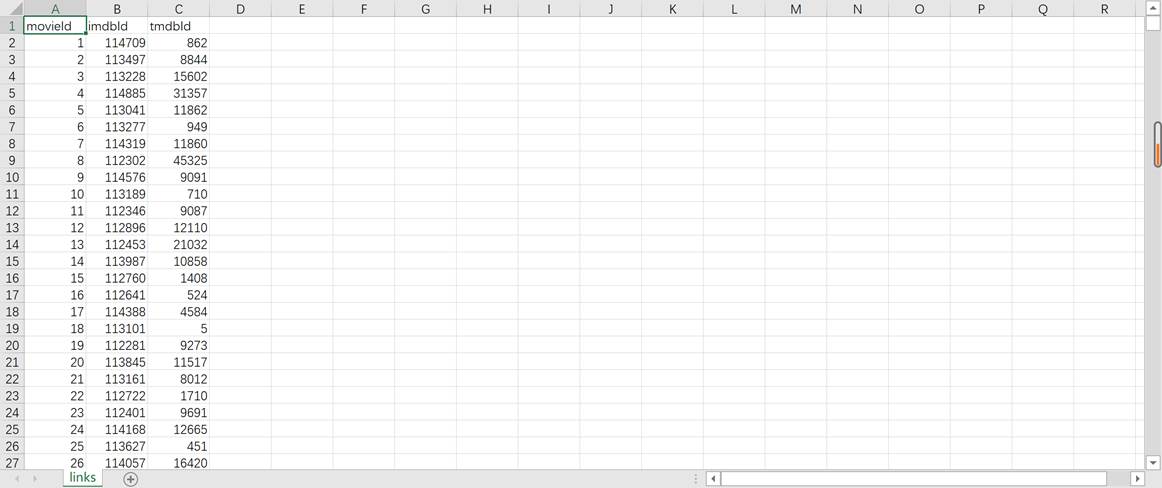 A B C D E F G H I J K L M N O P Q R
1 movieId imdbId tmdbId
2 1 114709 862
3 2 113497 8844
4 3 113228 15602
5 4 114885 31357
6 5 113041 11862
7 6 113277 949
8 7 114319 11860
9 8 112302 45325
10 9 114576 9091
11 10 113189 710
12 11 112346 9087
13 12 112896 12110
14 13 112453 21032
15 14 113987 10858
16 15 112760 1408
17 16 112641 524
18 17 114388 4584
19 18 113101 5
20 19 112281 9273
21 20 113845 11517
22 21 113161 8012
23 22 112722 1710
24 23 112401 9691
25 24 114168 12665
26 25 113627 451
27 26 114057 16420
links